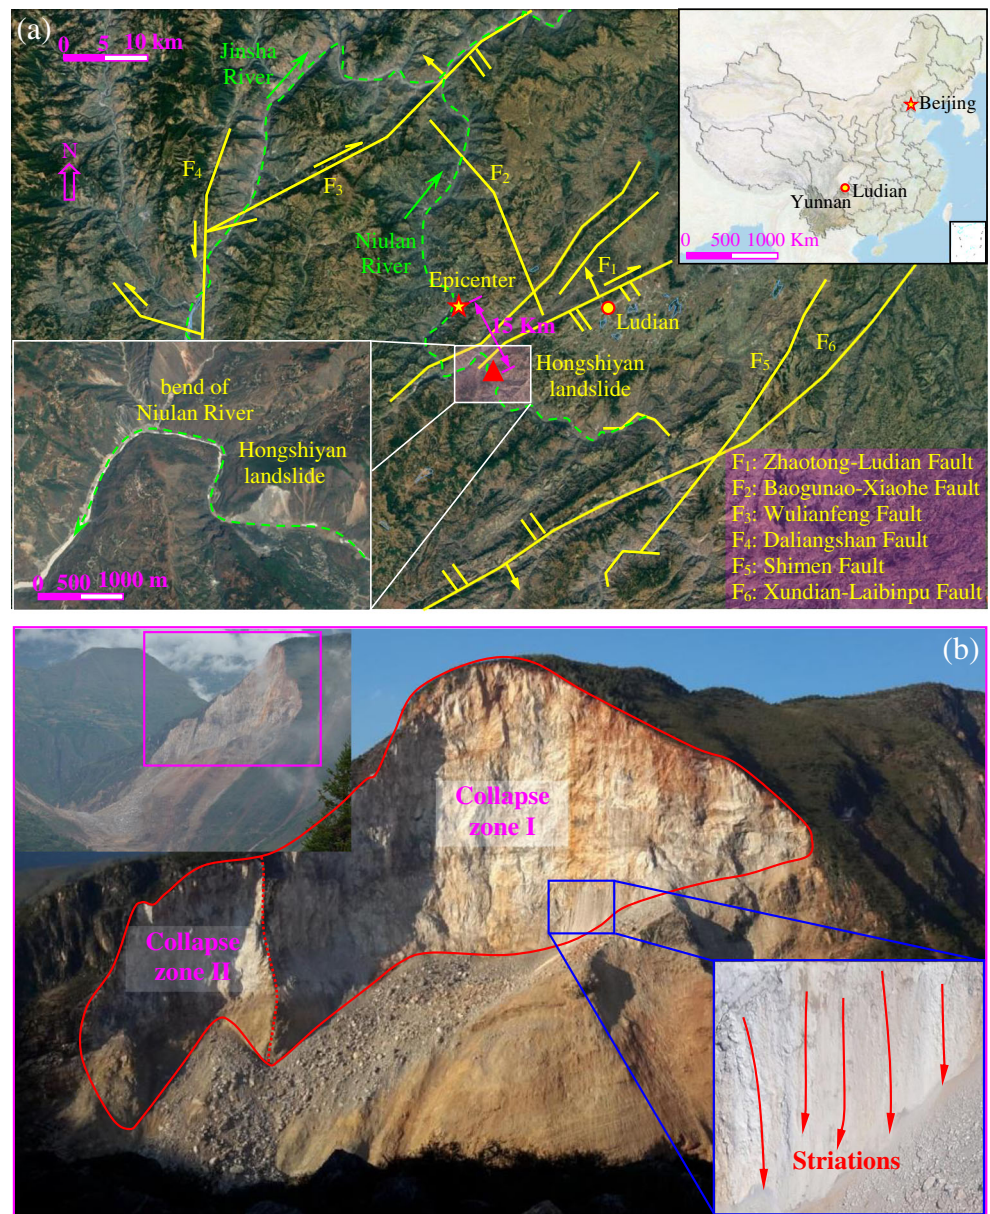 (a)
0 5 10 km
Jinsha
River
N
F4
F3
F2
Niulan
River
Epicenter
15 Km
F1
Ludian
Hongshiyan
landslide
F5
F6
Beijing
Ludian
Yunnan
0 500 1000 Km
bend of
Niulan River
Hongshiyan
landslide
0 500 1000 m
F1: Zhaotong-Ludian Fault
F2: Baogunao-Xiaohe Fault
F3: Wulianfeng Fault
F4: Daliangshan Fault
F5: Shimen Fault
F6: Xundian-Laibinpu Fault
(b)
Collapse
zone I
Collapse
zone II
Striations